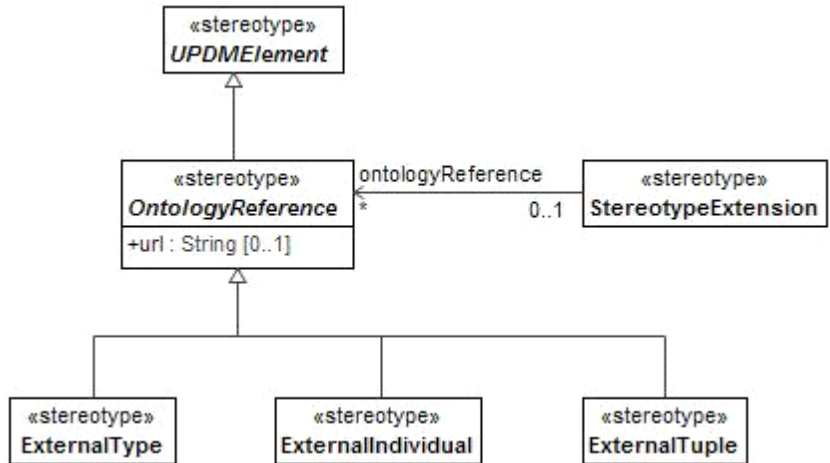 «stereotype»
UPDMElement
«stereotype»
OntologyReference
+url : String [0..1]
ontologyReference
*
0..1
«stereotype»
StereotypeExtension
«stereotype»
ExternalType
«stereotype»
ExternalIndividual
«stereotype»
ExternalTuple